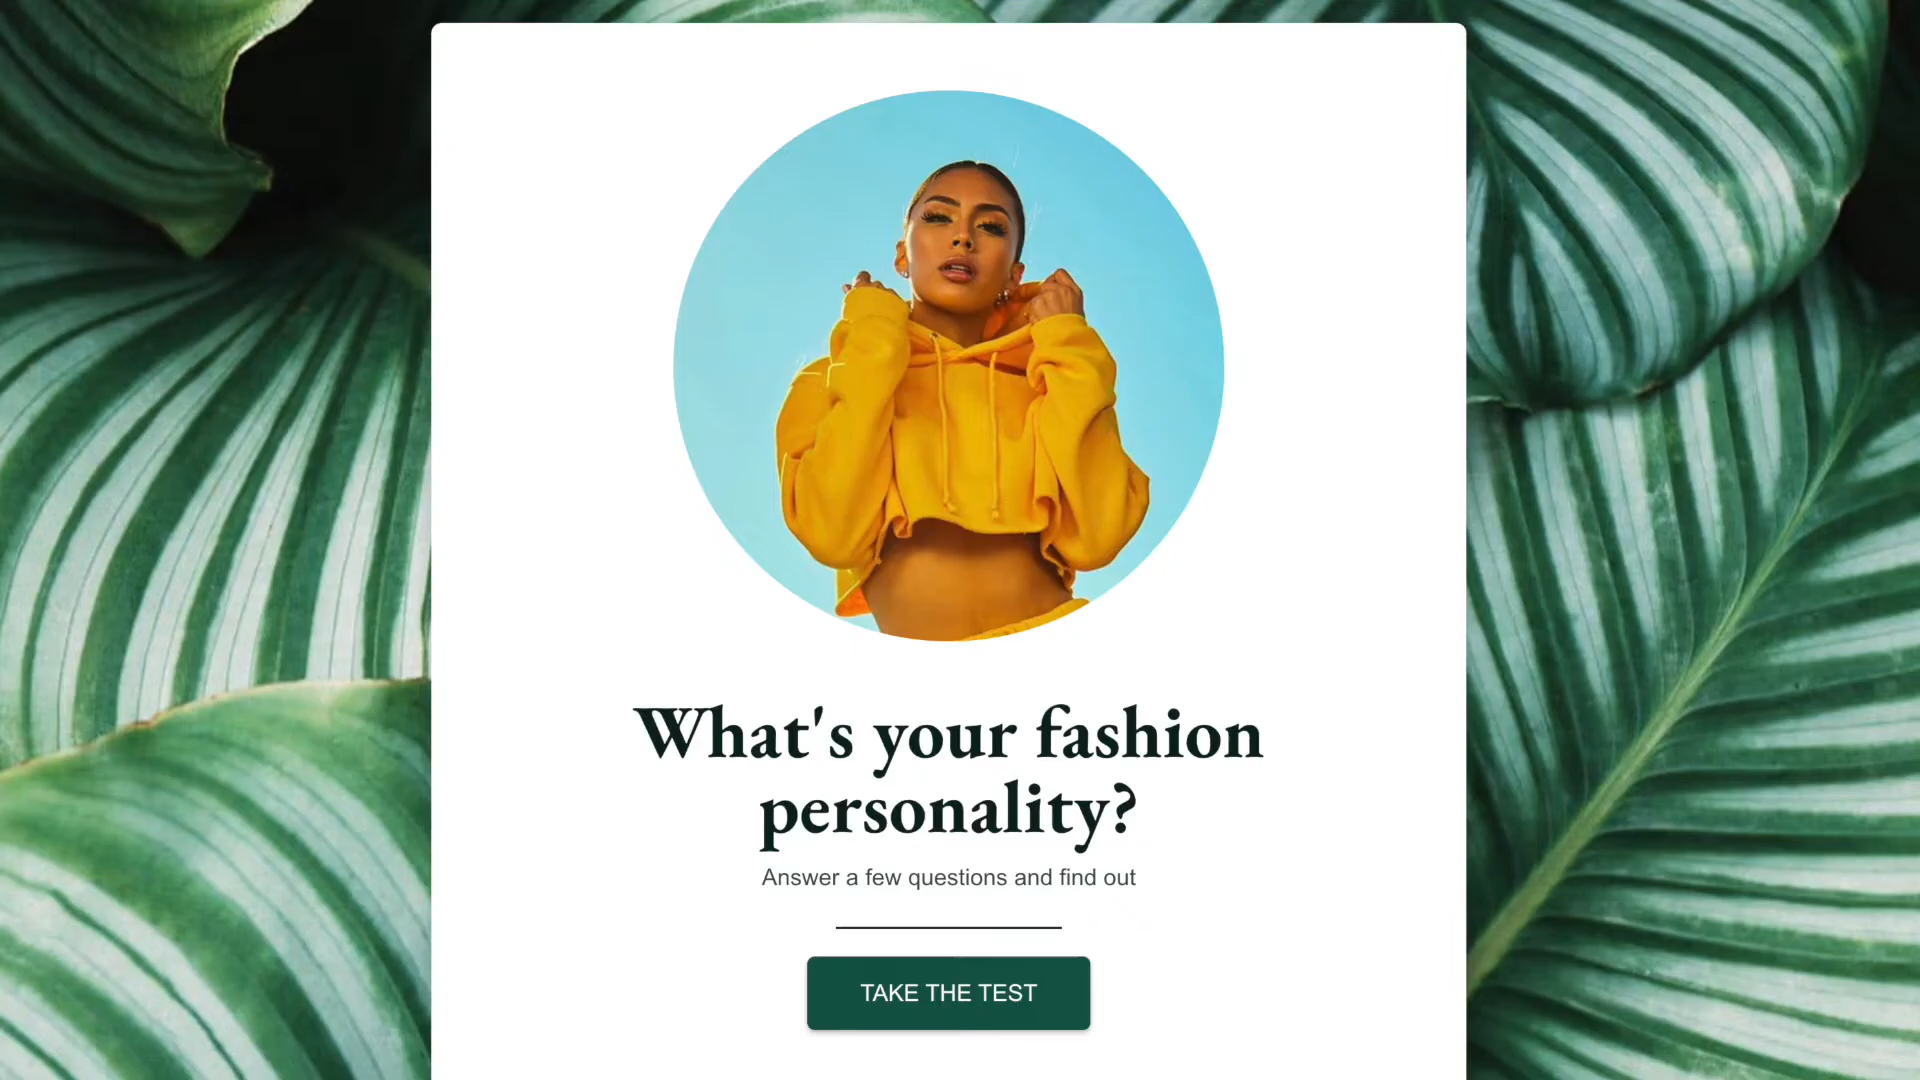 What's your fashion
personality?
Answer a few questions and find out
TAKE THE TEST